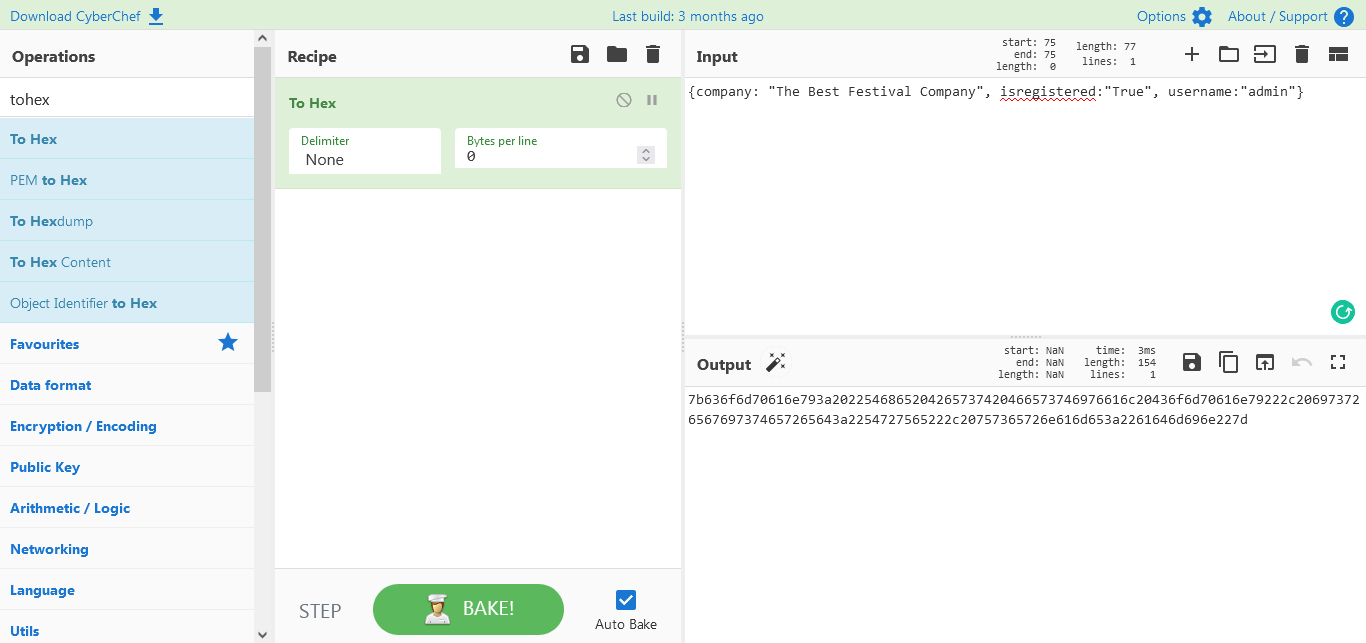 Download CyberChef
Last build: 3 months ago
Options
About / Support
Operations
tohex
To Hex
PEM to Hex
To Hexdump
To Hex Content
Object Identifier to Hex
Favourites
Data format
Encryption / Encoding
Public Key
Arithmetic / Logic
Networking
Language
Utils
Recipe
To Hex
Delimiter
None
Bytes per line
0
STEP
BAKE!
Auto Bake
Input
start: 75
end: 75
length: 0
length: 77
lines: 1
{company: "The Best Festival Company", isregistered:"True", username:"admin"}
Output
start: NaN
end: NaN
length: NaN
time: 3ms
length: 154
lines: 1
7b636f6d70616e793a202254686520426573742046657374697616c20436f6d70616e79222c20697372
6567697374657265643a2254727565222c20757365726e616d653a2261646d696e227d